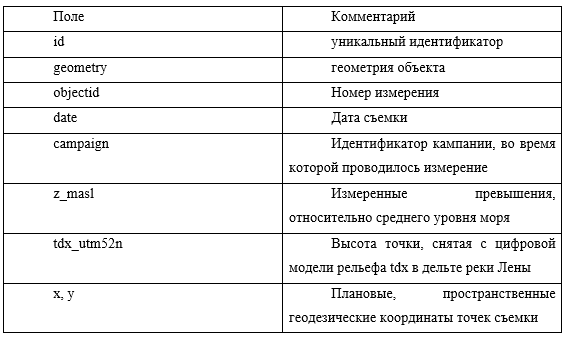 Поле Комментарий
id уникальный идентификатор
geometry геометрия объекта
objectid Номер измерения
date Дата съемки
campaign Идентификатор кампании, во время
которой проводилось измерение
z_masl Измеренные превышения,
относительно среднего уровня моря
tdx_utm52n Высота точки, снятая с цифровой
модели рельефа tdx в дельте реки Лены
x, y Плановые, пространственные
геодезические координаты точек съемки